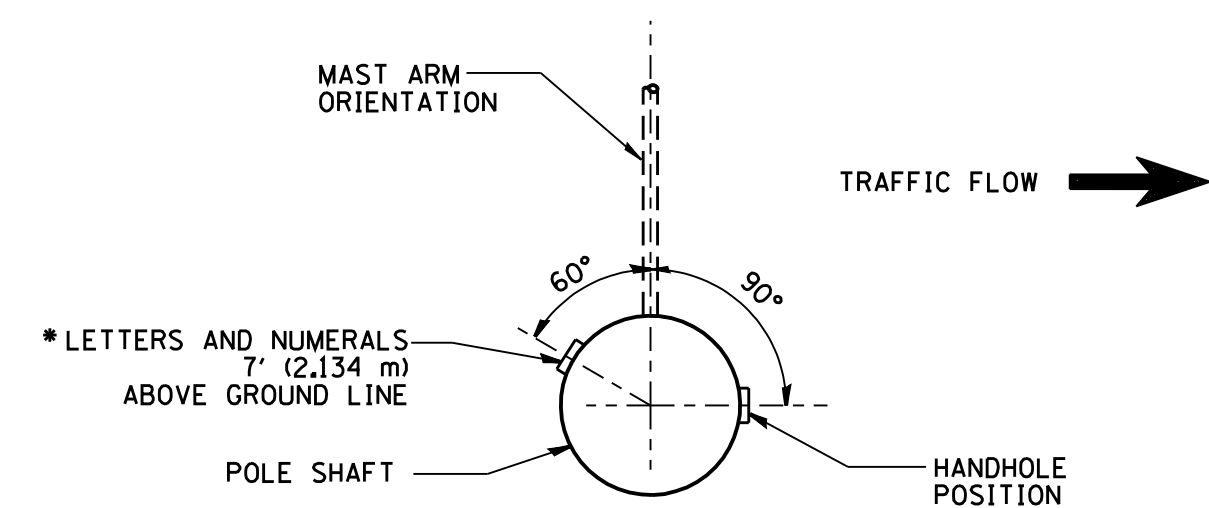 MAST ARM
ORIENTATION
TRAFFIC FLOW
60°
90°
* LETTERS AND NUMERALS
7' (2.134 m)
ABOVE GROUND LINE
POLE SHAFT
HANDHOLE
POSITION